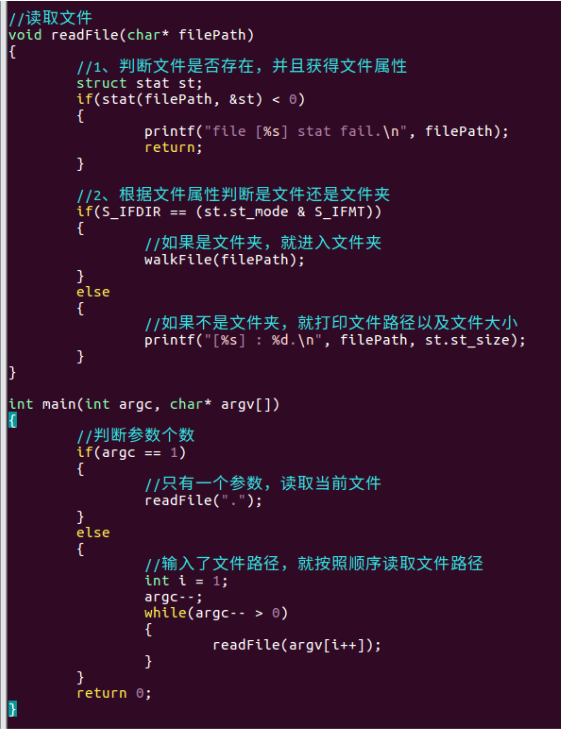 //读取文件
void readFile(char* filePath)
{
        //1、判断文件是否存在，并且获得文件属性
        struct stat st;
        if(stat(filePath, &st) < 0)
        {
                printf("file [%s] stat fail.\n", filePath);
                return;
        }

        //2、根据文件属性判断是文件还是文件夹
        if(S_IFDIR == (st.st_mode & S_IFMT))
        {
                //如果是文件夹，就进入文件夹
                walkFile(filePath);
        }
        else
        {
                //如果不是文件夹，就打印文件路径以及文件大小
                printf("[%s] : %d.\n", filePath, st.st_size);
        }
}

int main(int argc, char* argv[])
{
        //判断参数个数
        if(argc == 1)
        {
                //只有一个参数，读取当前文件
                readFile(".");
        }
        else
        {
                //输入了文件路径，就按照顺序读取文件路径
                int i = 1;
                argc--;
                while(argc-- > 0)
                {
                        readFile(argv[i++]);
                }
        }
        return 0;
}